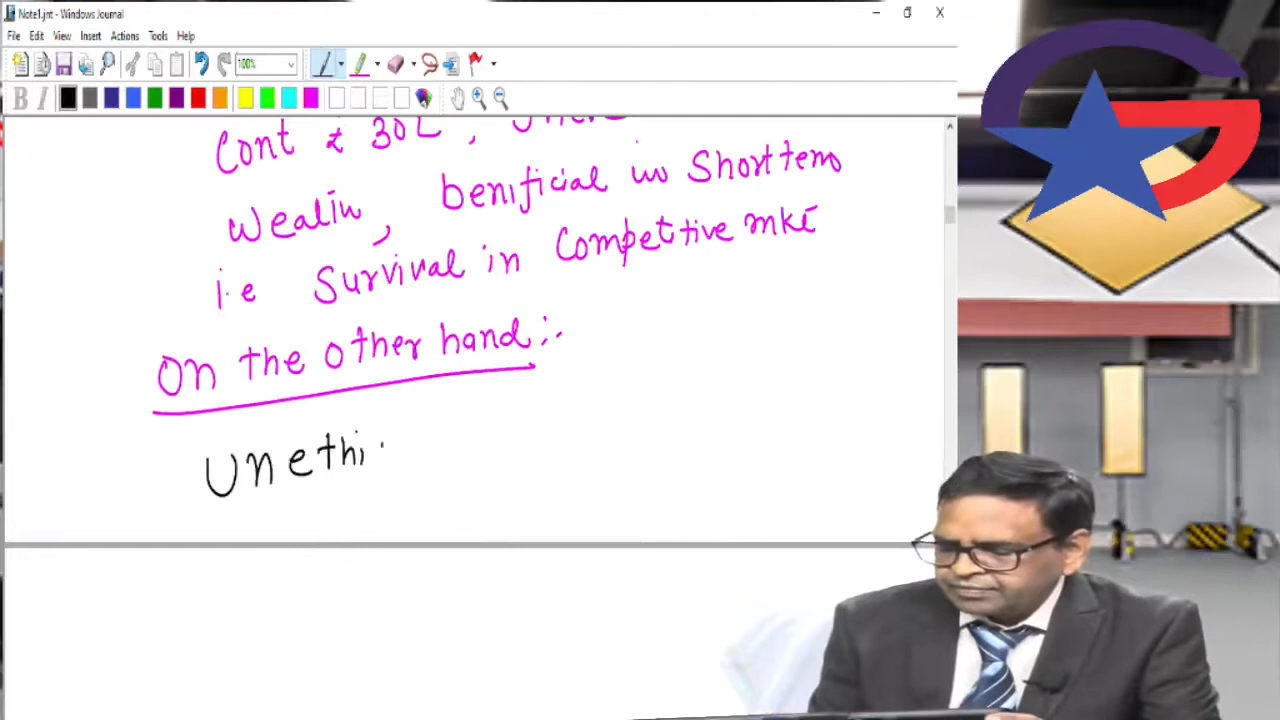 Note1.jnt - Windows Journal
File Edit View Insert Actions Tools Help
100%
B I
Cont ₹ 30L ,
Wealth, benificial in Short term
i.e Survival in Competitive mkt
On the other hand :-
Unethi